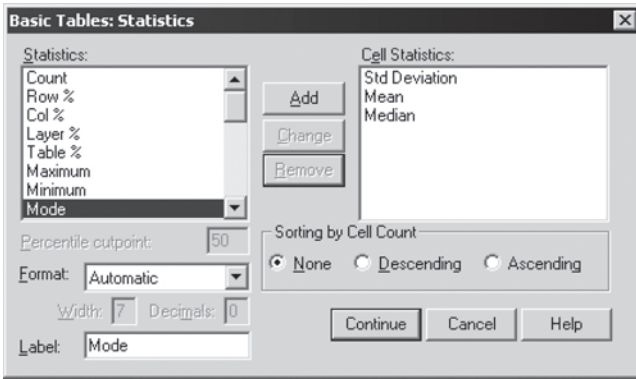 Basic Tables: Statistics
Statistics:
Count
Row %
Col %
Layer %
Table %
Maximum
Minimum
Mode
Add
Change
Remove
Cell Statistics:
Std Deviation
Mean
Median
Percentile cutpoint: 50
Format: Automatic
Width: 7 Decimals: 0
Label: Mode
Sorting by Cell Count
None Descending Ascending
Continue Cancel Help